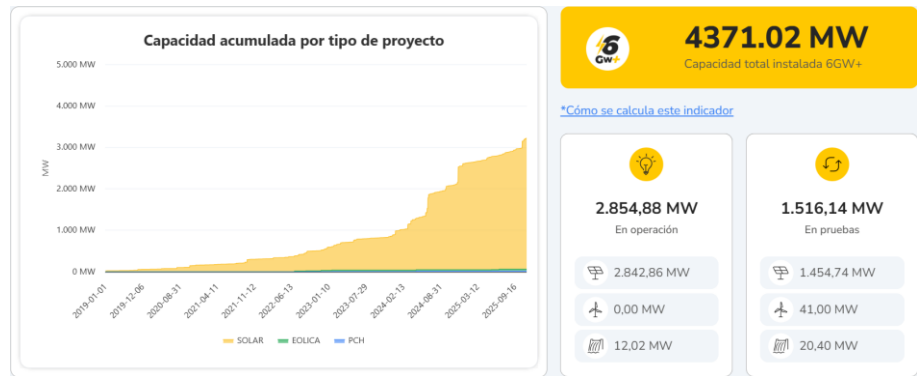 Capacidad acumulada por tipo de proyecto
5.000 MW
4.000 MW
3.000 MW
2.000 MW
1.000 MW
0 MW
MW
2019-01-01
2019-12-06
2020-08-31
2021-04-11
2021-11-12
2022-06-13
2023-01-10
2023-07-29
2024-02-13
2024-08-31
2025-03-12
2025-09-16
SOLAR
EOLICA
PCH
6
GW+
4371.02 MW
Capacidad total instalada 6GW+
*Cómo se calcula este indicador
2.854,88 MW
En operación
2.842,86 MW
0,00 MW
12,02 MW
1.516,14 MW
En pruebas
1.454,74 MW
41,00 MW
20,40 MW